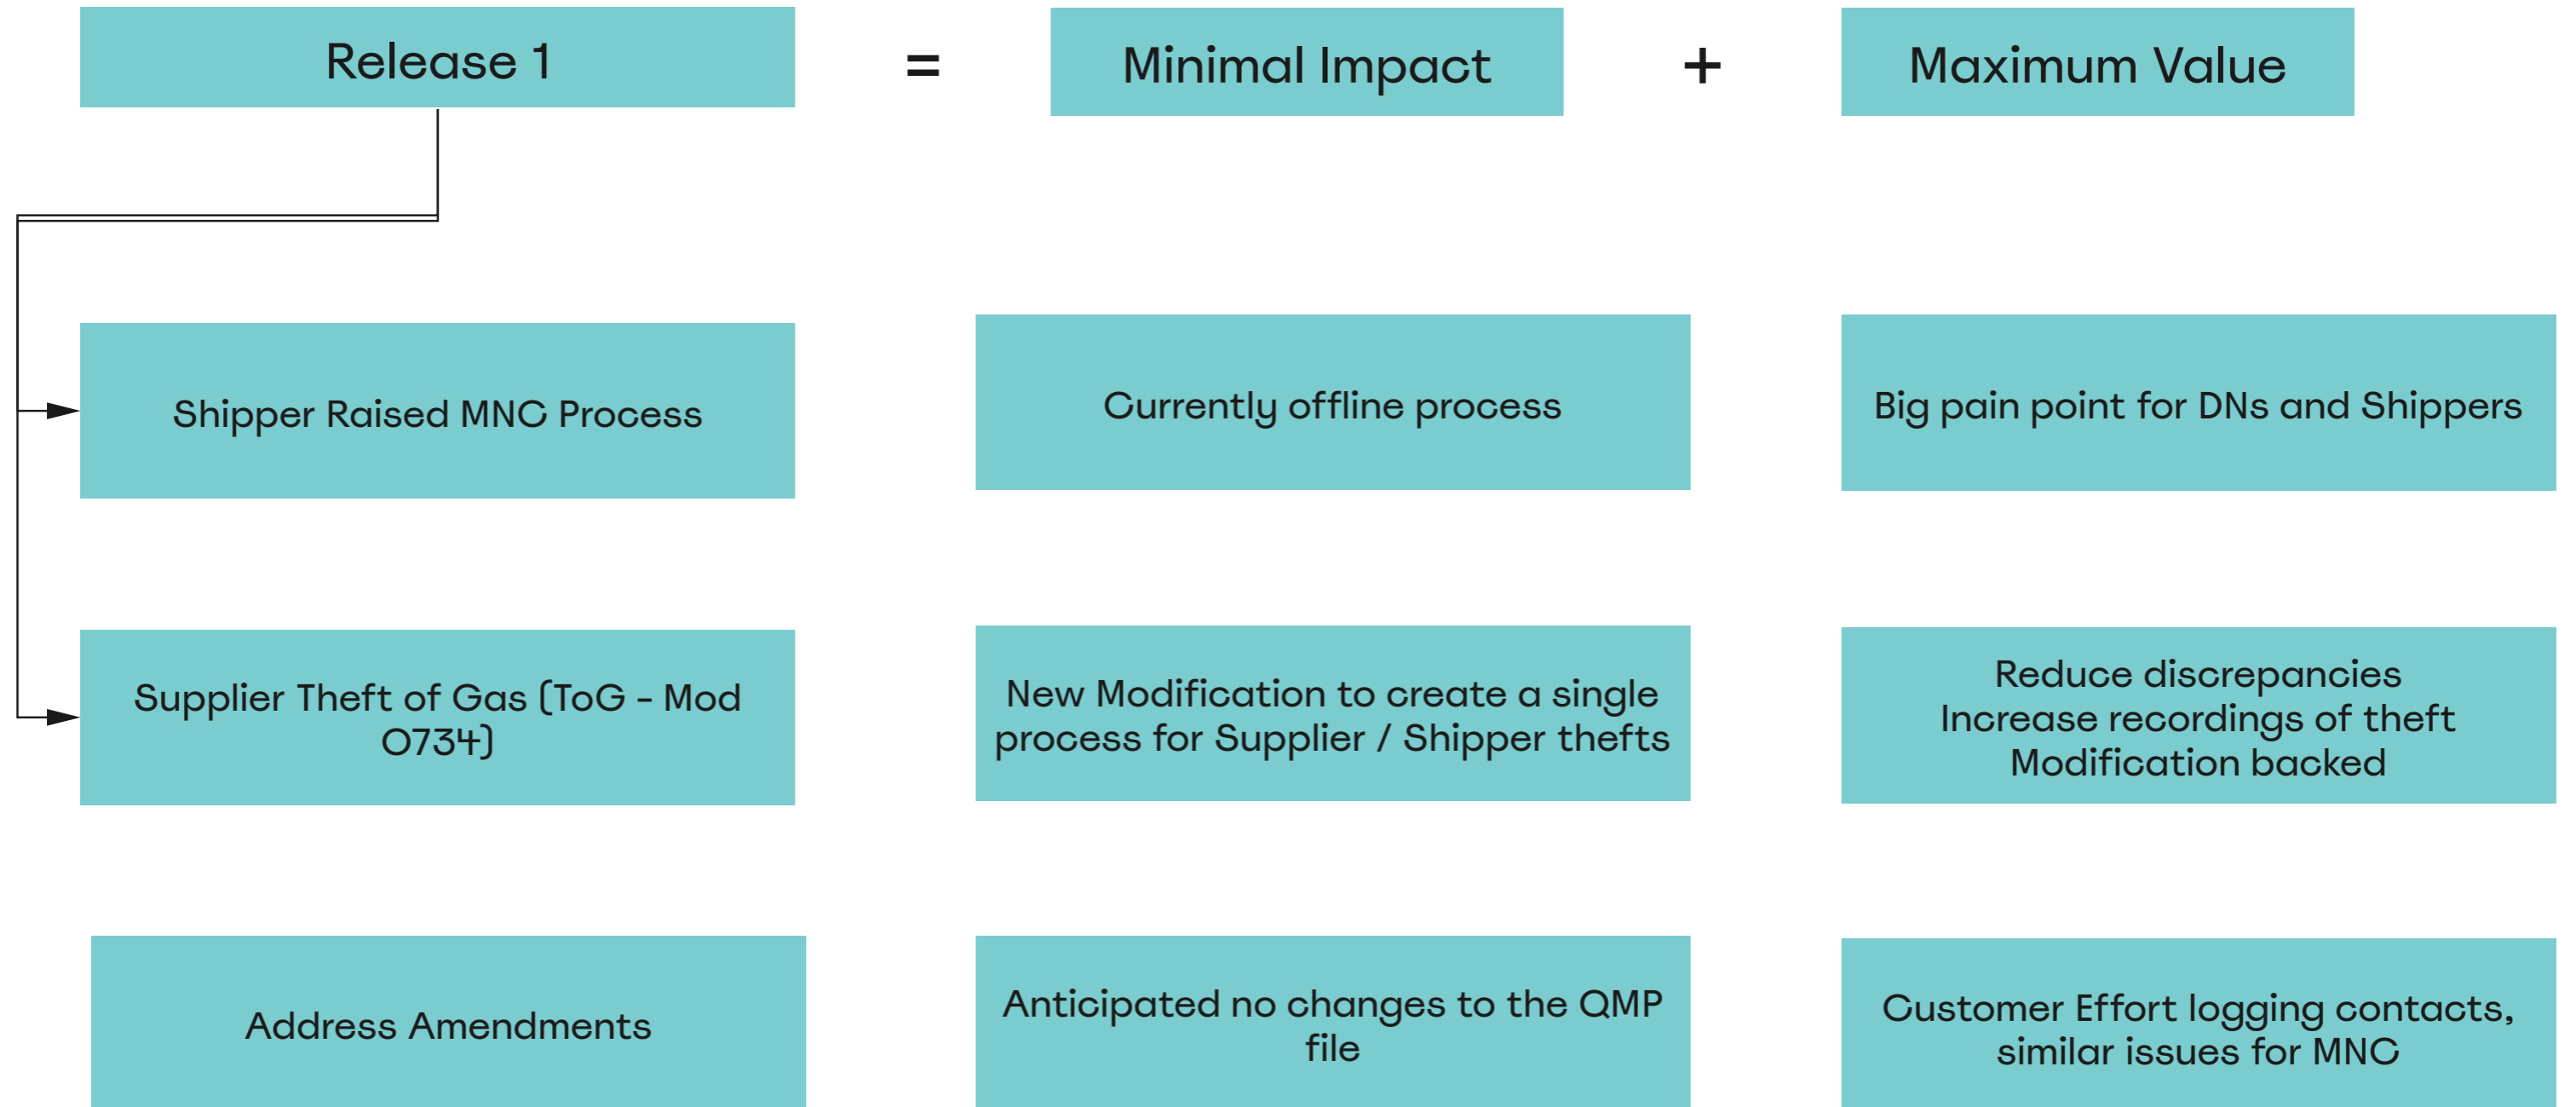 Release 1
=
Minimal Impact
+
Maximum Value
Shipper Raised MNC Process
Currently offline process
Big pain point for DNs and Shippers
Supplier Theft of Gas (ToG - Mod
0734)
New Modification to create a single
process for Supplier / Shipper thefts
Reduce discrepancies
Increase recordings of theft
Modification backed
Address Amendments
Anticipated no changes to the QMP
file
Customer Effort logging contacts,
similar issues for MNC